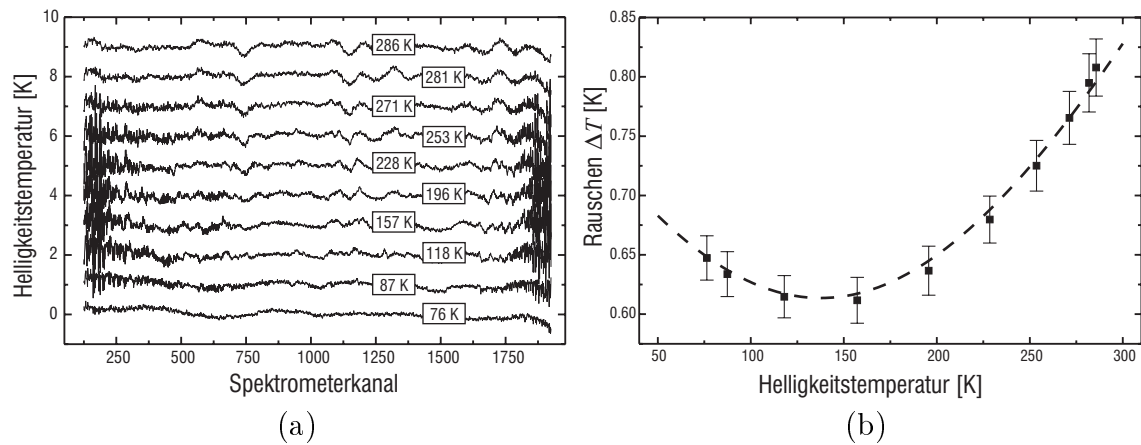 10
8
6
4
2
0
Helligkeitstemperatur [K]
286 K
281 K
271 K
253 K
228 K
196 K
157 K
118 K
87 K
76 K
250 500 750 1000 1250 1500 1750
Spektrometerkanal
(a)
0.85
0.80
0.75
0.70
0.65
0.60
Rauschen ΔT [K]
50 100 150 200 250 300
Helligkeitstemperatur [K]
(b)